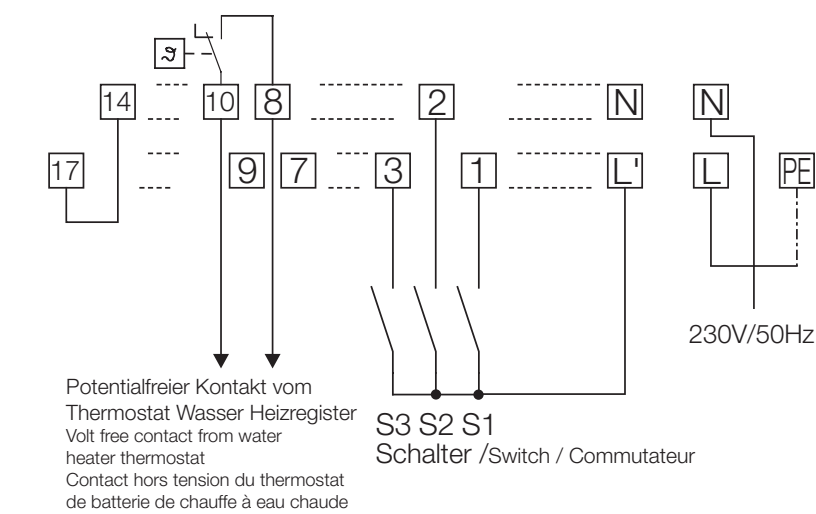 ϑ
14 10 8 2 N N
17 9 7 3 1 L' L PE
230V/50Hz
Potentialfreier Kontakt vom
Thermostat Wasser Heizregister
Volt free contact from water
heater thermostat
Contact hors tension du thermostat
de batterie de chauffe à eau chaude
S3 S2 S1
Schalter /Switch / Commutateur